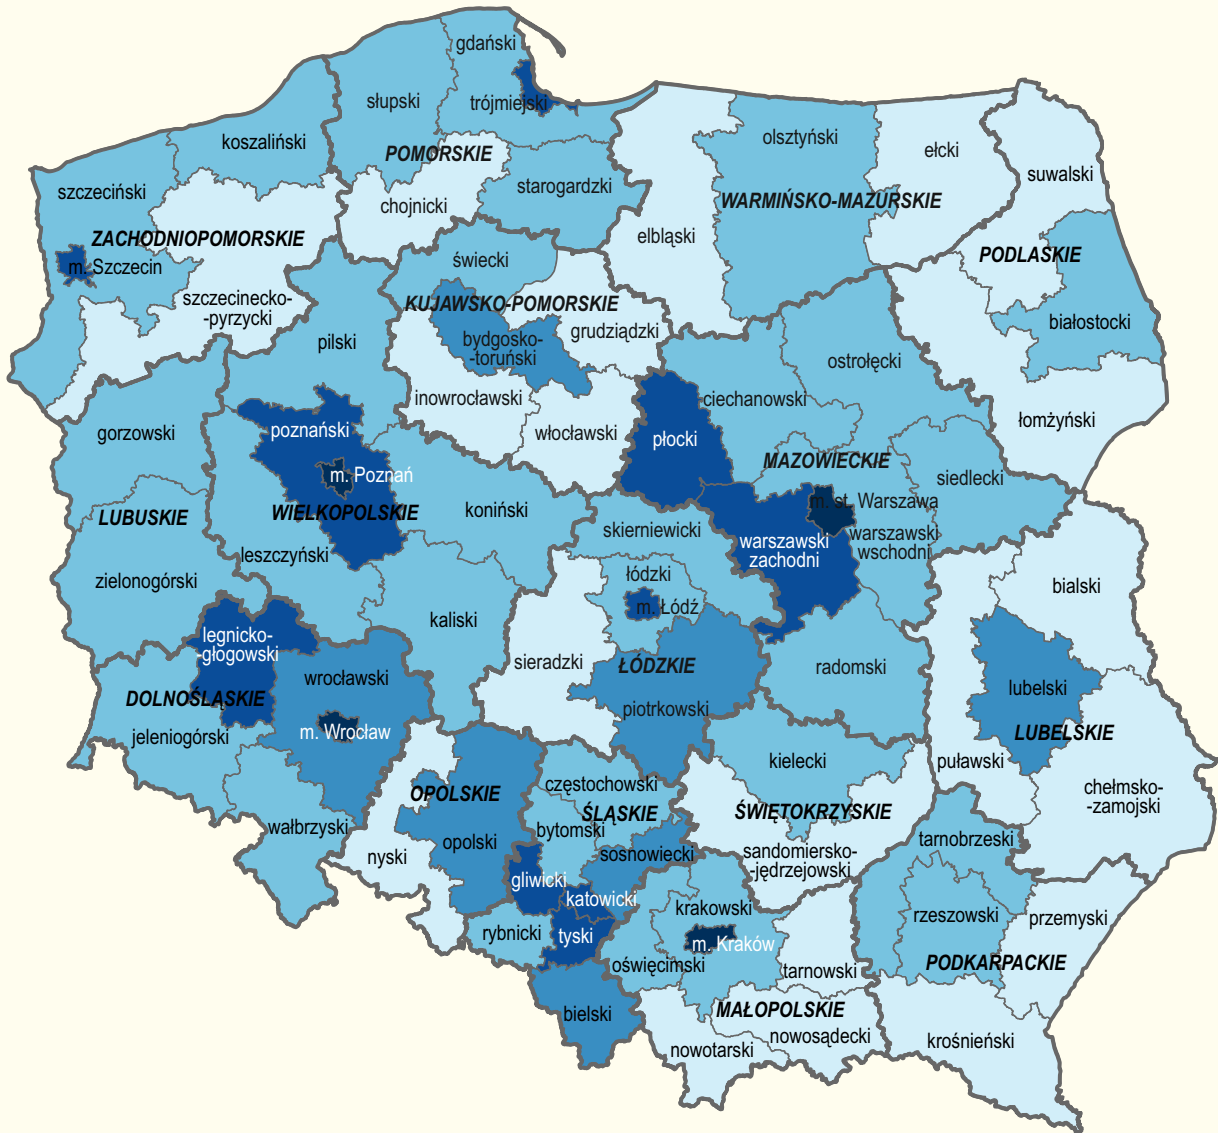 gdański
słupski
trójmiejski
koszaliński
olsztyński
ełcki
POMORSKIE
suwalski
szczeciński
starogardzki
chojnicki
WARMIŃSKO-MAZURSKIE
elbląski
ZACHODNIOPOMORSKIE
PODLASKIE
m. Szczecin
świecki
szczecinecko-
-pyrzycki
KUJAWSKO-POMORSKIE
grudziądzki
białostocki
bydgosko-
-toruński
pilski
ostrołęcki
inowrocławski
ciechanowski
łomżyński
gorzowski
poznański
włocławski
płocki
MAZOWIECKIE
m. Poznań
siedlecki
m. st. Warszawa
LUBUSKIE
WIELKOPOLSKIE
koniński
skierniewicki
warszawski
zachodni
warszawski
wschodni
leszczyński
zielonogórski
łódzki
bialski
m. Łódź
kaliski
legnicko-
-głogowski
sieradzki
ŁÓDZKIE
radomski
wrocławski
lubelski
DOLNOŚLĄSKIE
piotrkowski
m. Wrocław
LUBELSKIE
jeleniogórski
kielecki
puławski
częstochowski
chełmsko-
-zamojski
OPOLSKIE
ŚLĄSKIE
ŚWIĘTOKRZYSKIE
wałbrzyski
bytomski
opolski
tarnobrzeski
nyski
sosnowiecki
sandomiersko-
-jędrzejowski
gliwicki
katowicki
krakowski
rzeszowski
przemyski
rybnicki
tyski
m. Kraków
oświęcimski
tarnowski
PODKARPACKIE
bielski
MAŁOPOLSKIE
nowosądecki
krośnieński
nowotarski